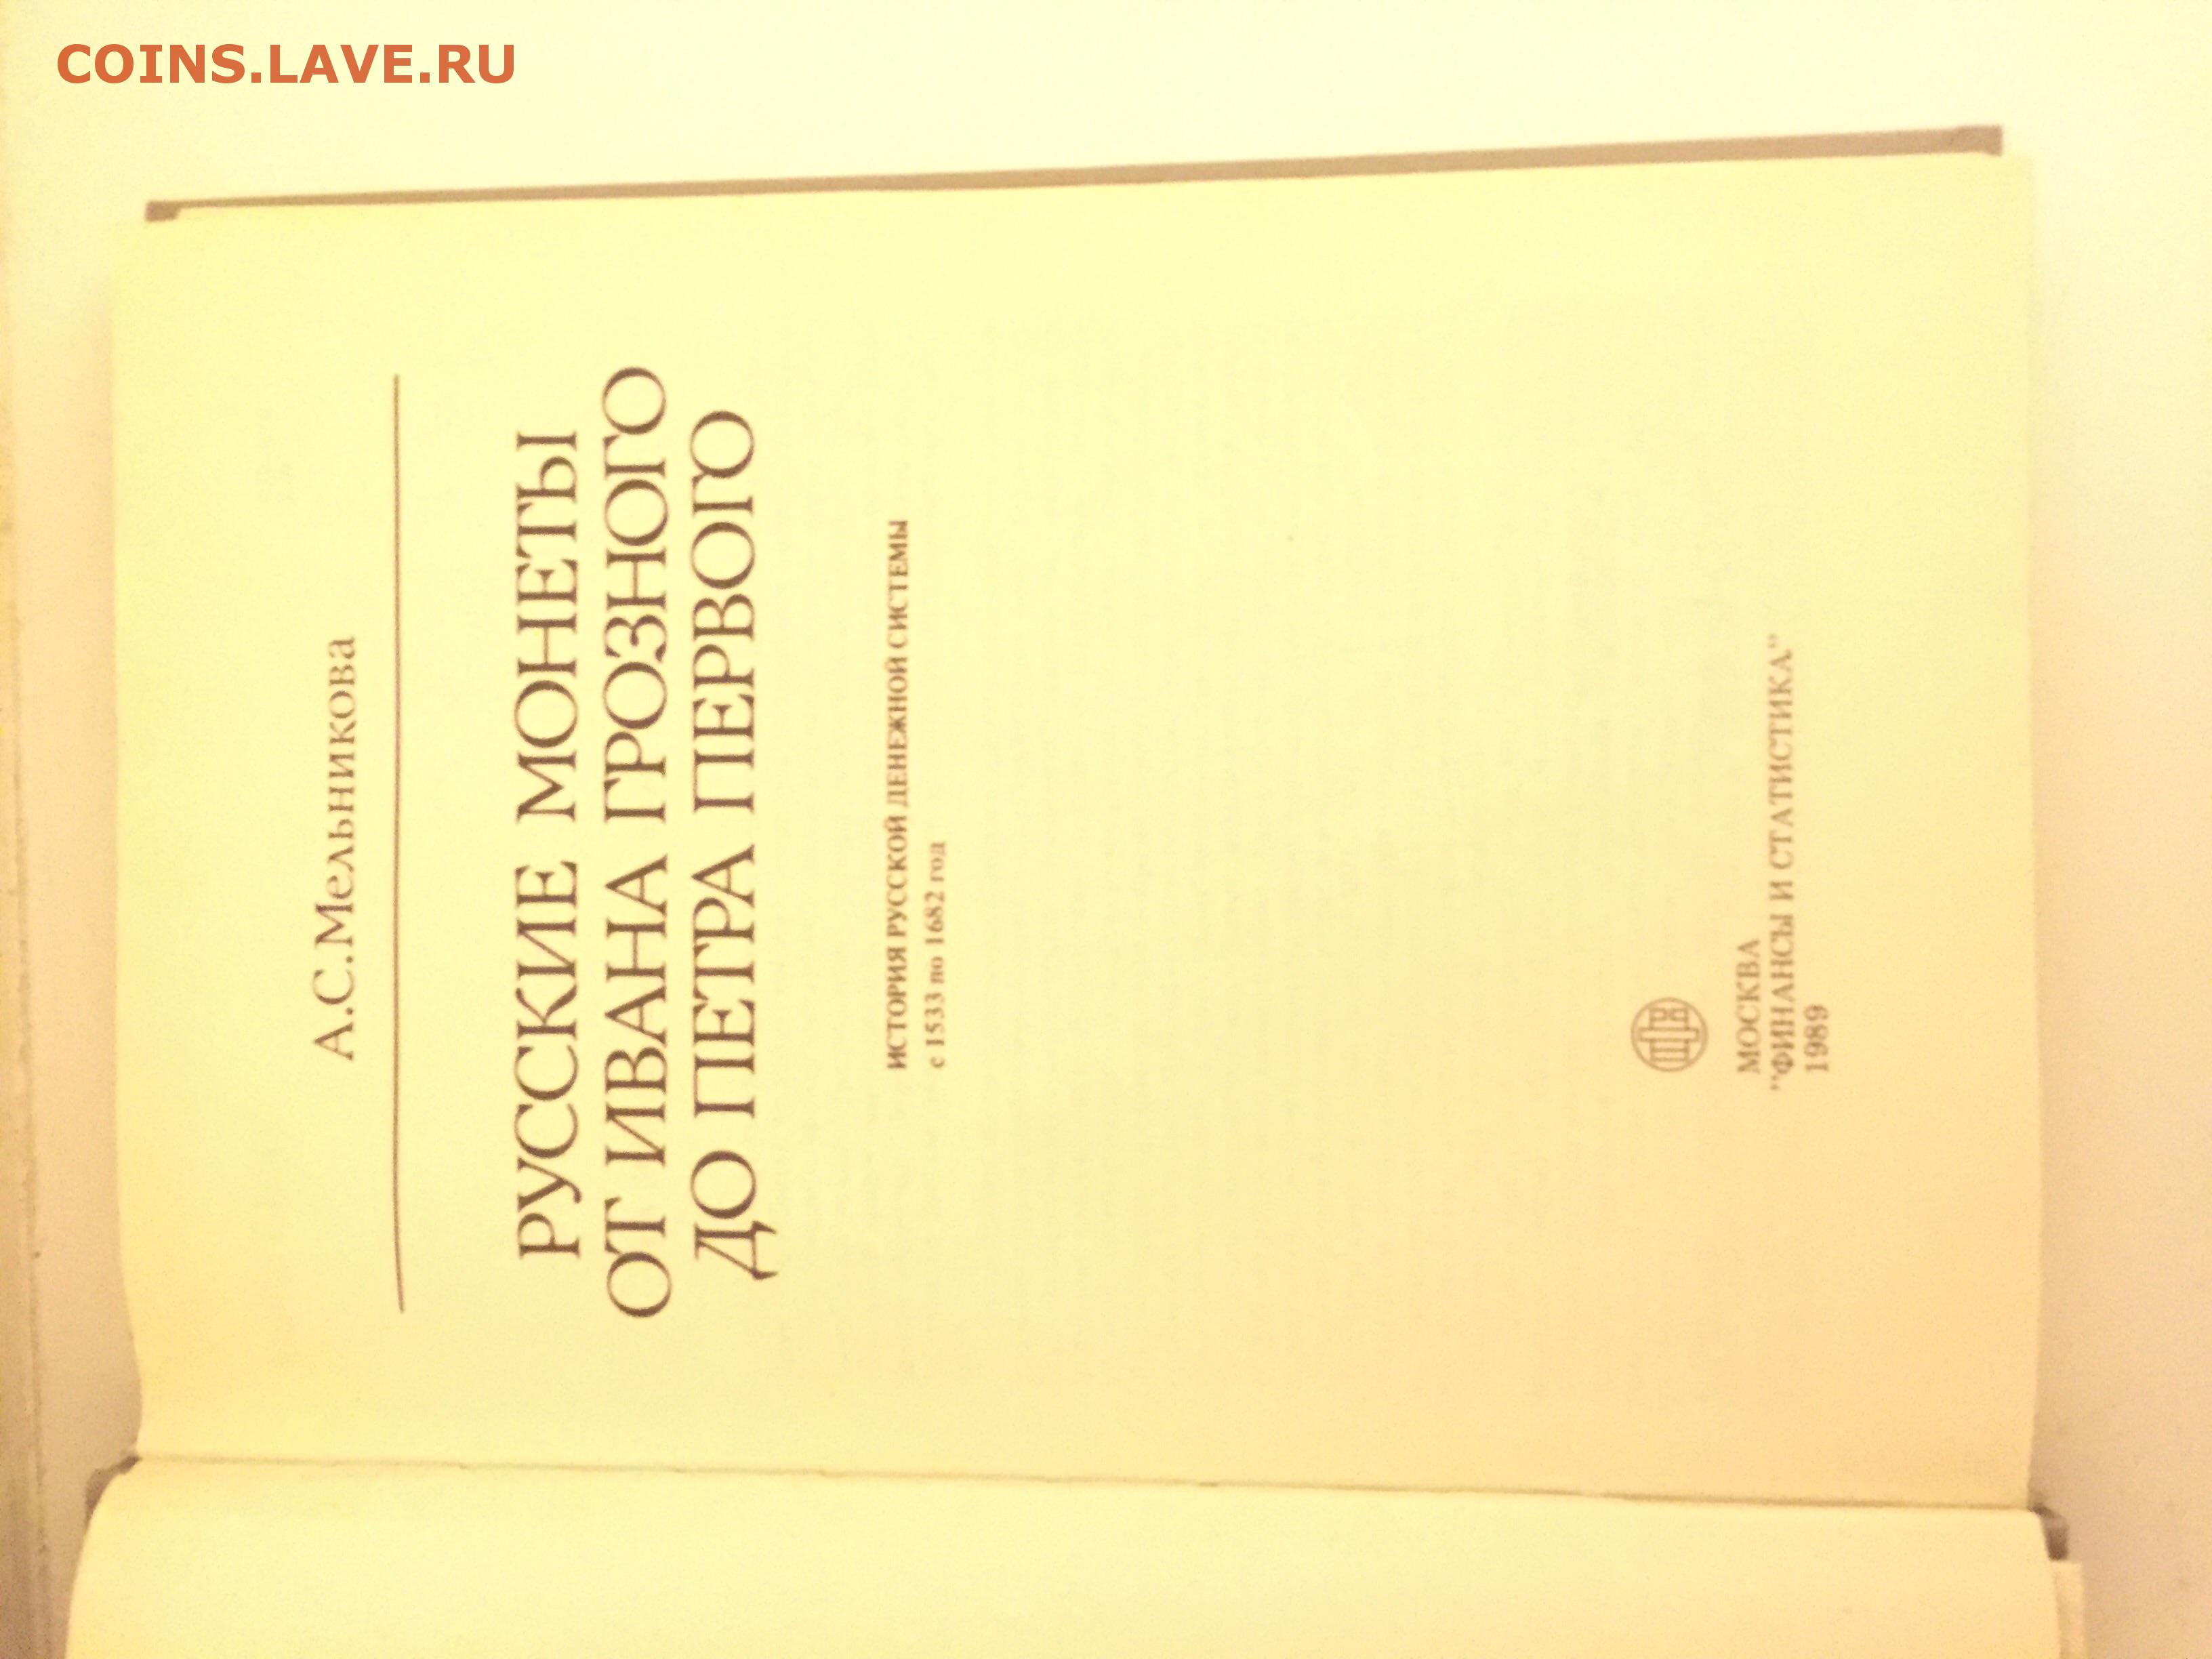 COINS.LAVE.RU
А.С.Мельникова
РУССКИЕ МОНЕТЫ
ОТ ИВАНА ГРОЗНОГО
ДО ПЕТРА ПЕРВОГО
ИСТОРИЯ РУССКОЙ ДЕНЕЖНОЙ СИСТЕМЫ
с 1533 по 1682 год
МОСКВА
"ФИНАНСЫ И СТАТИСТИКА"
1989